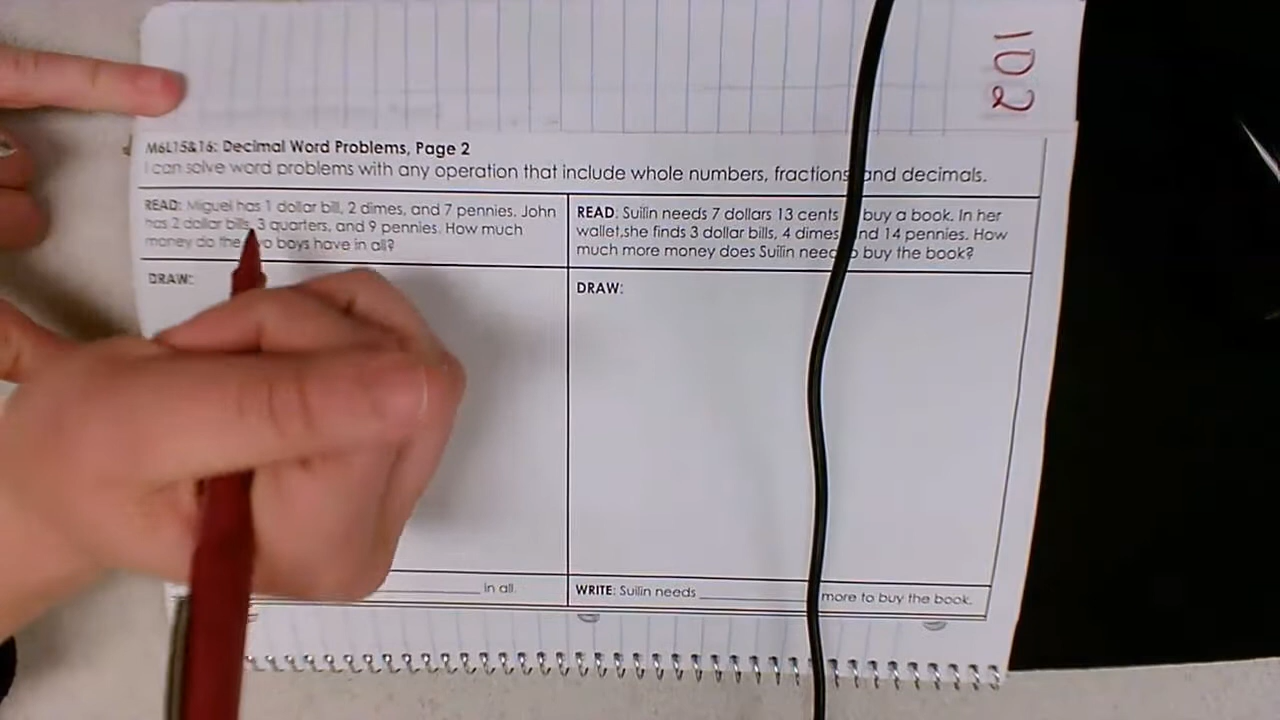 102
M6L15&16: Decimal Word Problems, Page 2
I can solve word problems with any operation that include whole numbers, fractions and decimals.
READ: Miguel has 1 dollar bill, 2 dimes, and 7 pennies. John
has 2 dollar bills, 3 quarters, and 9 pennies. How much
money do the boys have in all?
DRAW:
in all.
READ: Suilin needs 7 dollars 13 cents buy a book. In her
wallet,she finds 3 dollar bills, 4 dimes and 14 pennies. How
much more money does Suilin need buy the book?
DRAW:
WRITE: Suilin needs more to buy the book.